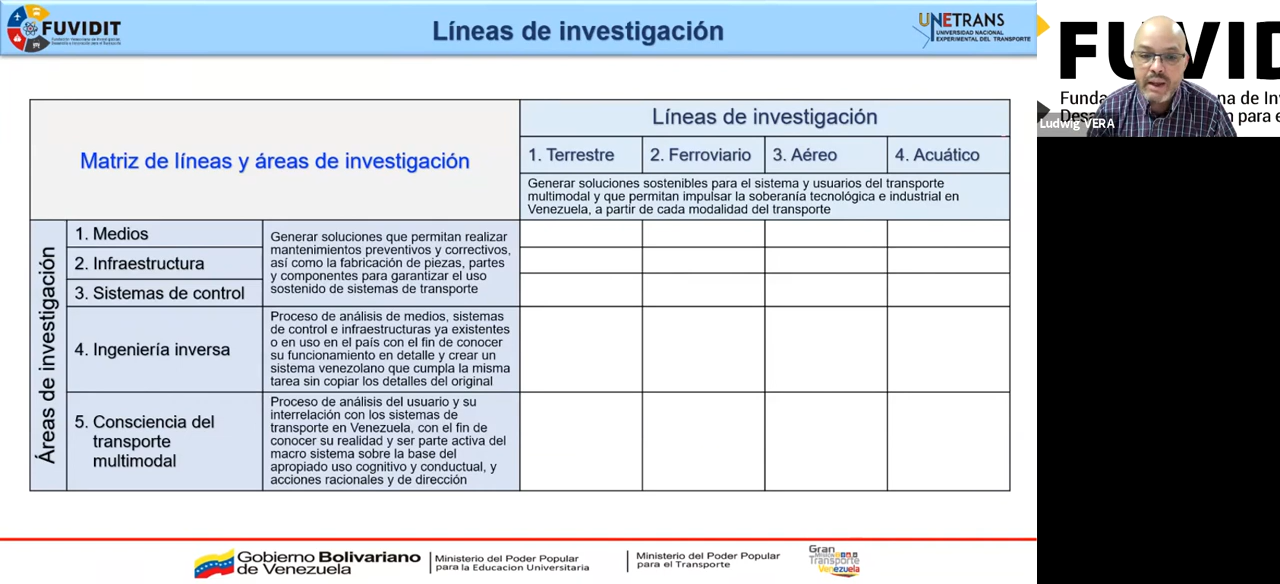 FUVIDIT
Líneas de investigación
UNETRANS
UNIVERSIDAD NACIONAL
EXPERIMENTAL DEL TRANSPORTE
Matriz de líneas y áreas de investigación
Líneas de investigación
1. Terrestre
2. Ferroviario
3. Aéreo
4. Acuático
Generar soluciones sostenibles para el sistema y usuarios del transporte
multimodal y que permitan impulsar la soberanía tecnológica e industrial en
Venezuela, a partir de cada modalidad del transporte
Áreas de investigación
1. Medios
2. Infraestructura
3. Sistemas de control
Generar soluciones que permitan realizar
mantenimientos preventivos y correctivos,
así como la fabricación de piezas, partes
y componentes para garantizar el uso
sostenido de sistemas de transporte
4. Ingeniería inversa
Proceso de análisis de medios, sistemas
de control e infraestructuras ya existentes
o en uso en el país con el fin de conocer
su funcionamiento en detalle y crear un
sistema venezolano que cumpla la misma
tarea sin copiar los detalles del original
5. Consciencia del
transporte
multimodal
Proceso de análisis del usuario y su
interrelación con los sistemas de
transporte en Venezuela, con el fin de
conocer su realidad y ser parte activa del
macro sistema sobre la base del
apropiado uso cognitivo y conductual, y
acciones racionales y de dirección
Gobierno Bolivariano
de Venezuela
Ministerio del Poder Popular
para la Educacion Universitaria
Ministerio del Poder Popular
para el Transporte
Gran
Transporte
Venezuela
FUVID
Funda na de In
Desa n para e
Ludwig VERA